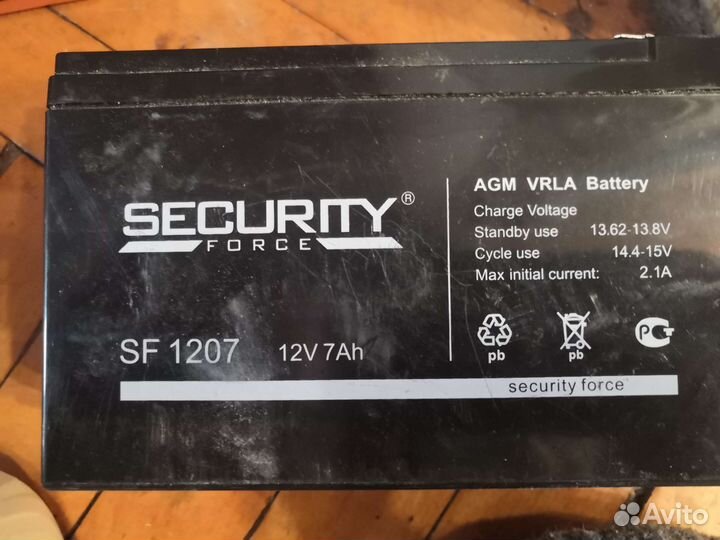 SECURITY®
FORCE
SF 1207 12V 7Ah
AGM VRLA Battery
Charge Voltage
Standby use 13.62-13.8V
Cycle use 14.4-15V
Max initial current: 2.1A
pb pb
security force
Avito